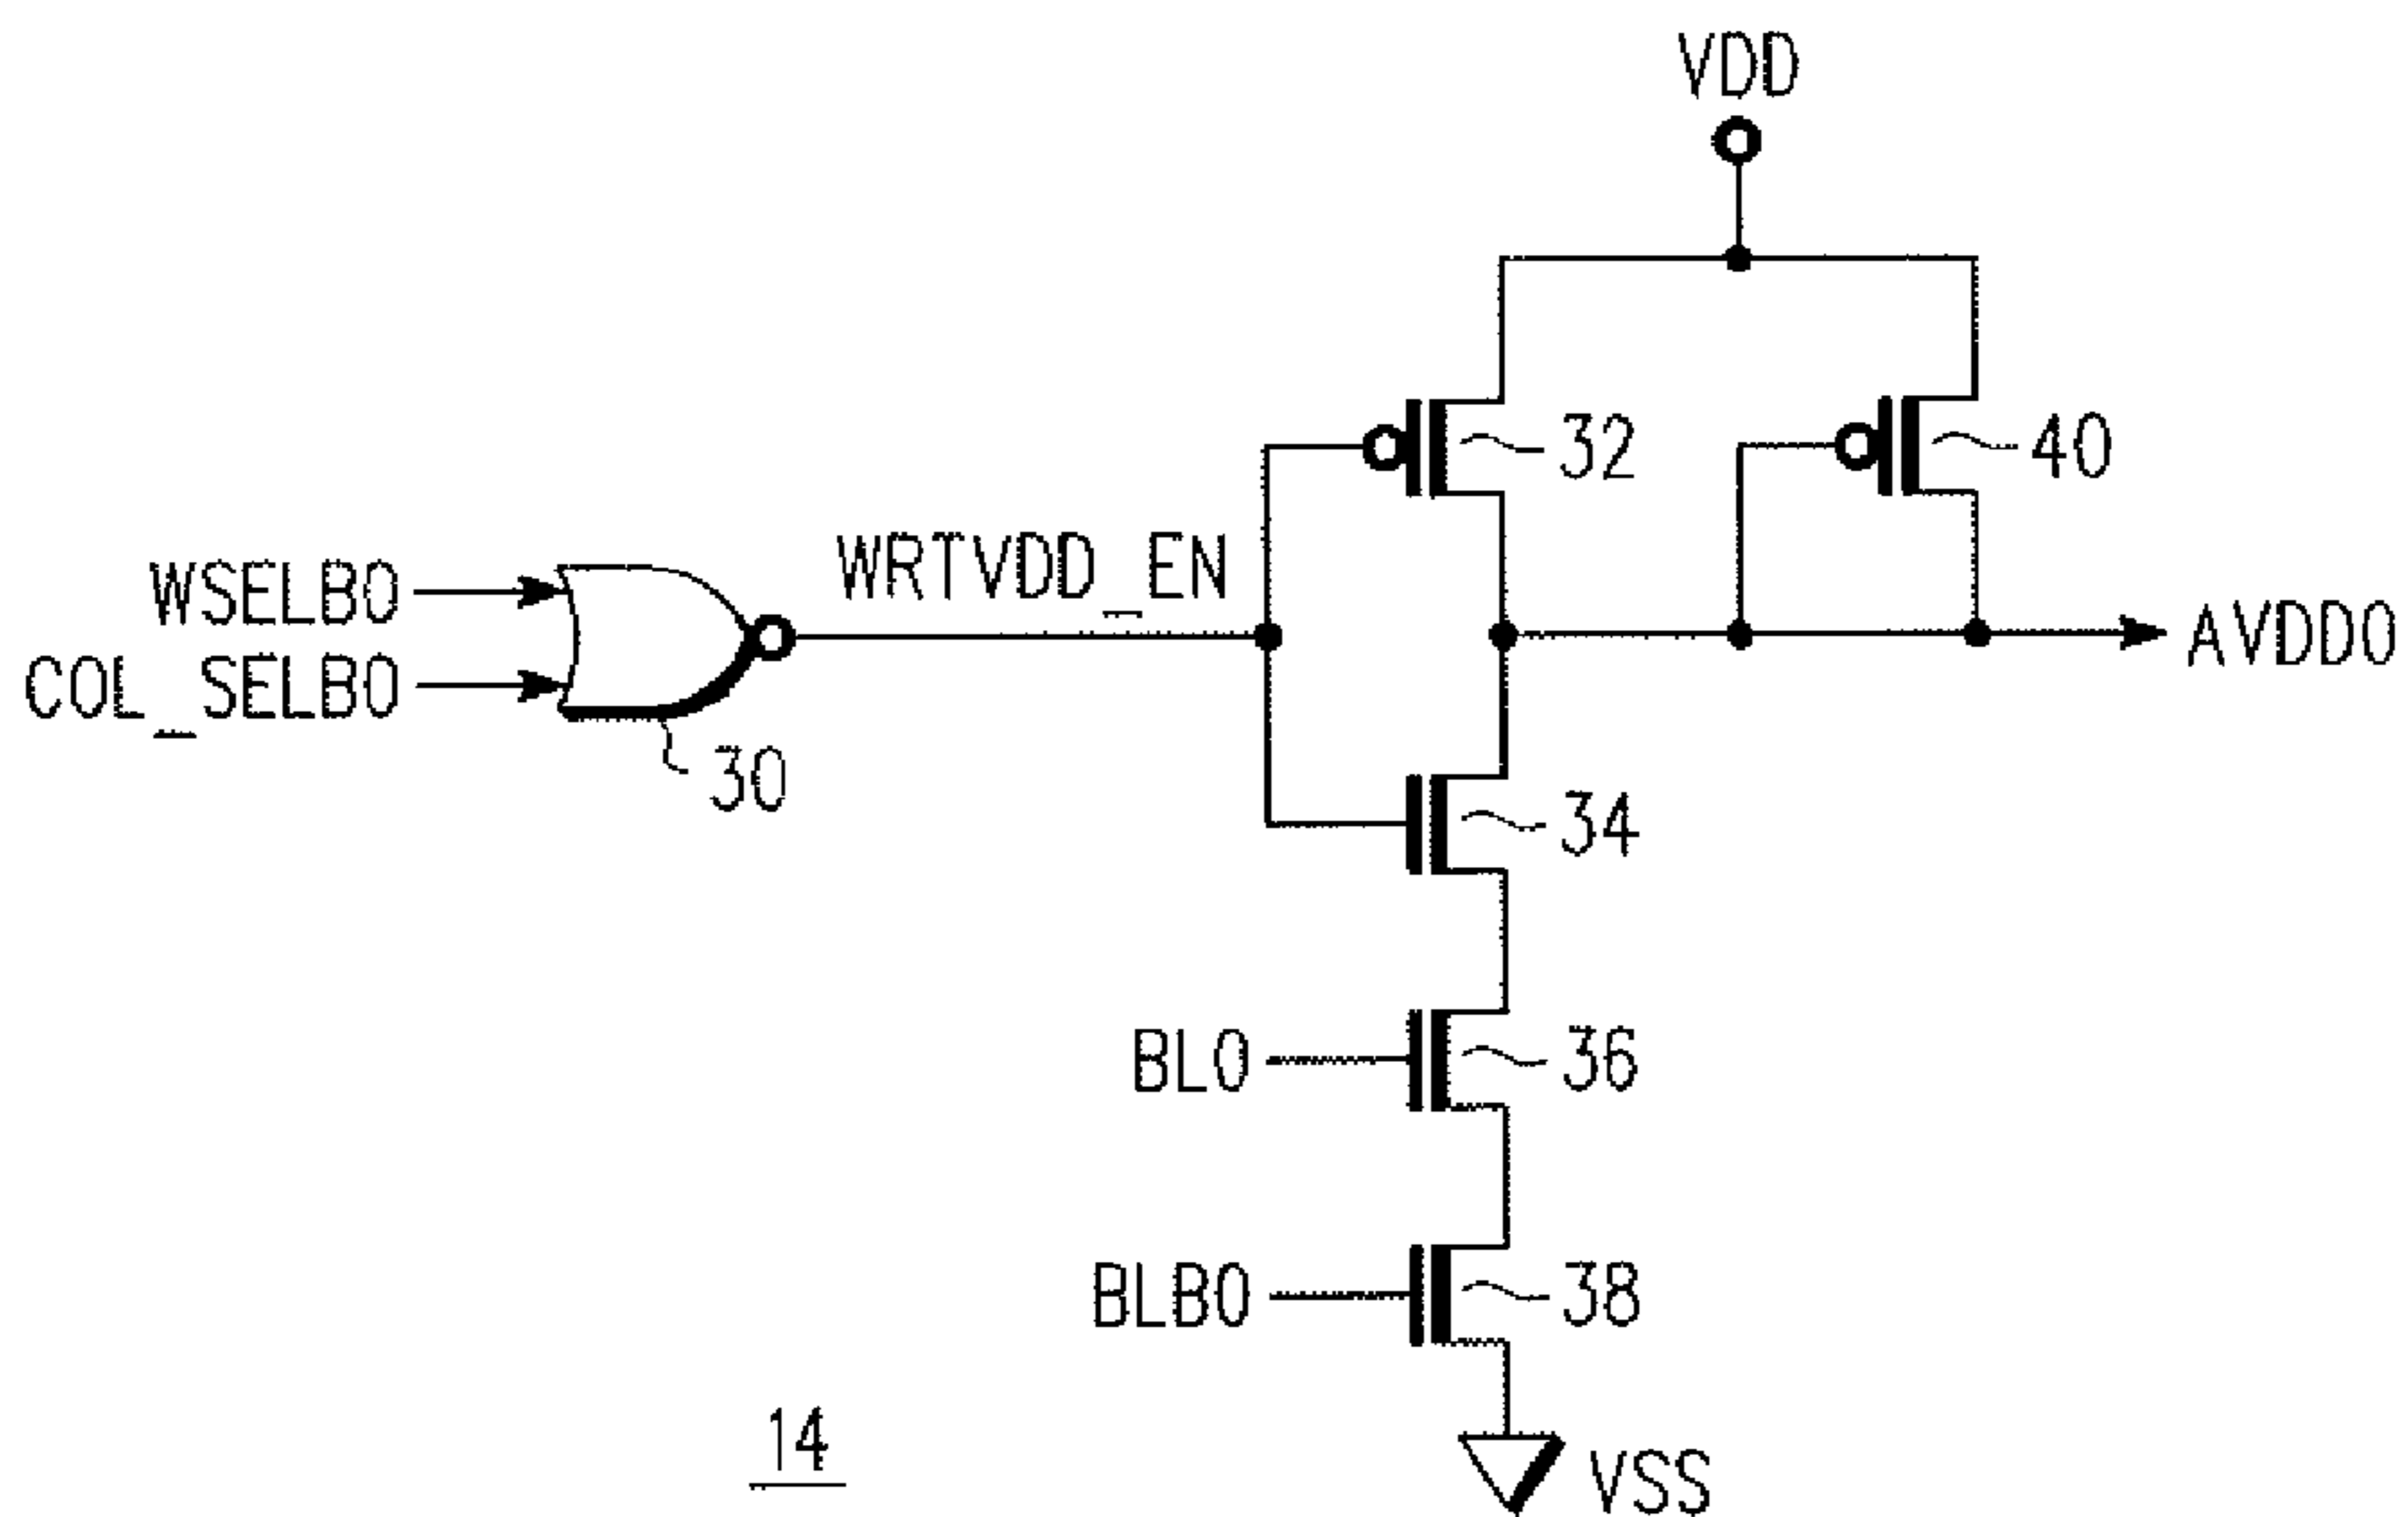 VDD
32
40
WSELB0
WRTVDD_EN
AVDD0
COL_SELB0
30
34
BL0
36
BLB0
38
14
VSS